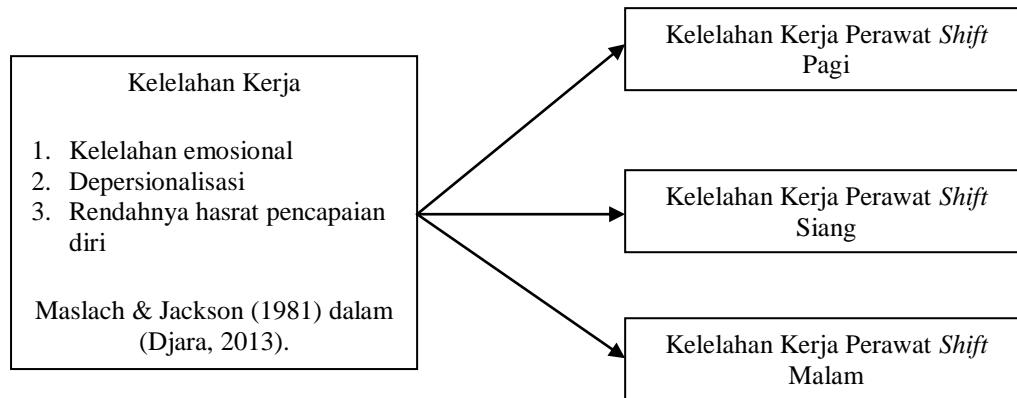 Kelelahan Kerja
1. Kelelahan emosional
2. Depersionalisasi
3. Rendahnya hasrat pencapaian
diri
Maslach & Jackson (1981) dalam
(Djara, 2013).
Kelelahan Kerja Perawat Shift
Pagi
Kelelahan Kerja Perawat Shift
Siang
Kelelahan Kerja Perawat Shift
Malam